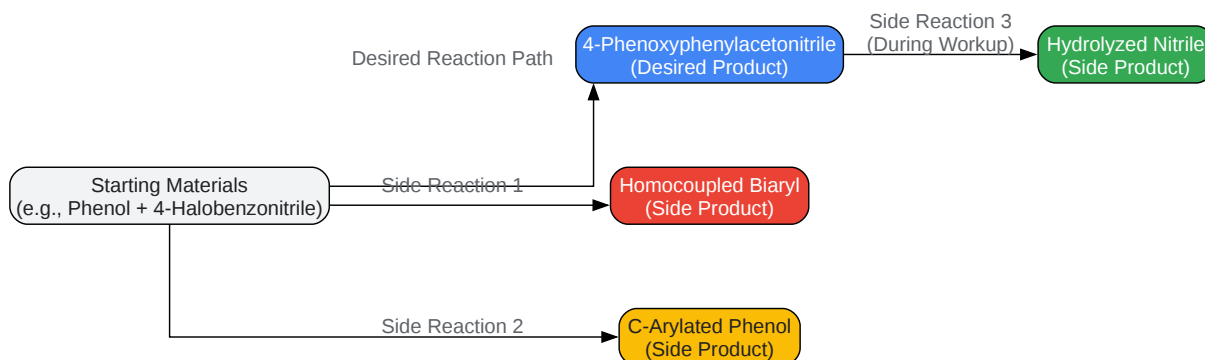 Side Reaction 3
(During Workup)
Desired Reaction Path
4-Phenoxyphenylacetonitrile
(Desired Product)
Hydrolyzed Nitrile
(Side Product)
Starting Materials
(e.g., Phenol + 4-Halobenzonitrile)
Side Reaction 1
Homocoupled Biaryl
(Side Product)
Side Reaction 2
C-Arylated Phenol
(Side Product)